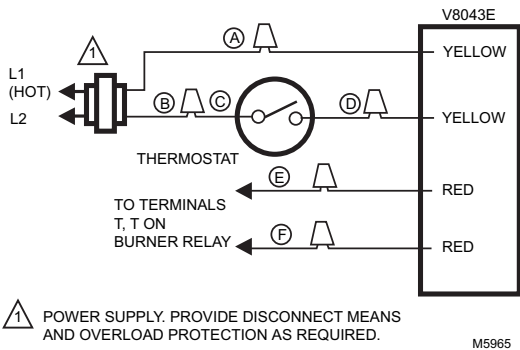 V8043E
1
A
L1
(HOT)
YELLOW
B
C
D
L2
YELLOW
THERMOSTAT
E
RED
TO TERMINALS
T, T ON
BURNER RELAY
F
RED
1 POWER SUPPLY. PROVIDE DISCONNECT MEANS
AND OVERLOAD PROTECTION AS REQUIRED.
M5965